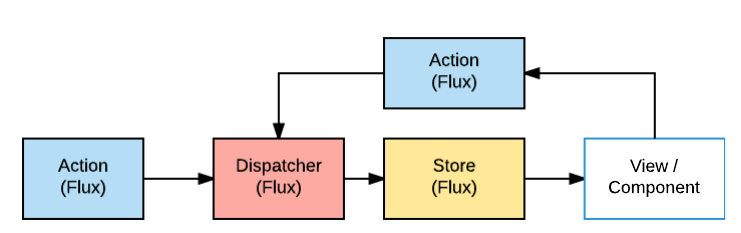 Action
(Flux)
Action
(Flux)
Dispatcher
(Flux)
Store
(Flux)
View /
Component